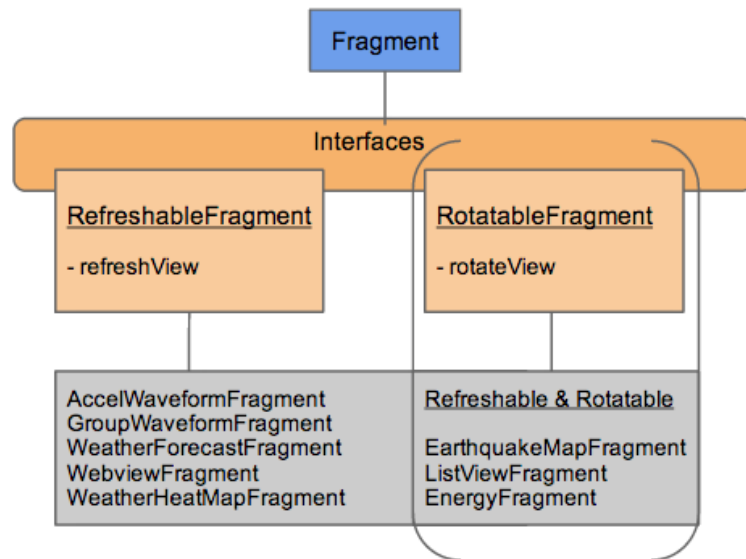 Fragment
Interfaces
RefreshableFragment
- refreshView
RotatableFragment
- rotateView
AccelWaveformFragment
GroupWaveformFragment
WeatherForecastFragment
WebviewFragment
WeatherHeatMapFragment
Refreshable & Rotatable
EarthquakeMapFragment
ListViewFragment
EnergyFragment